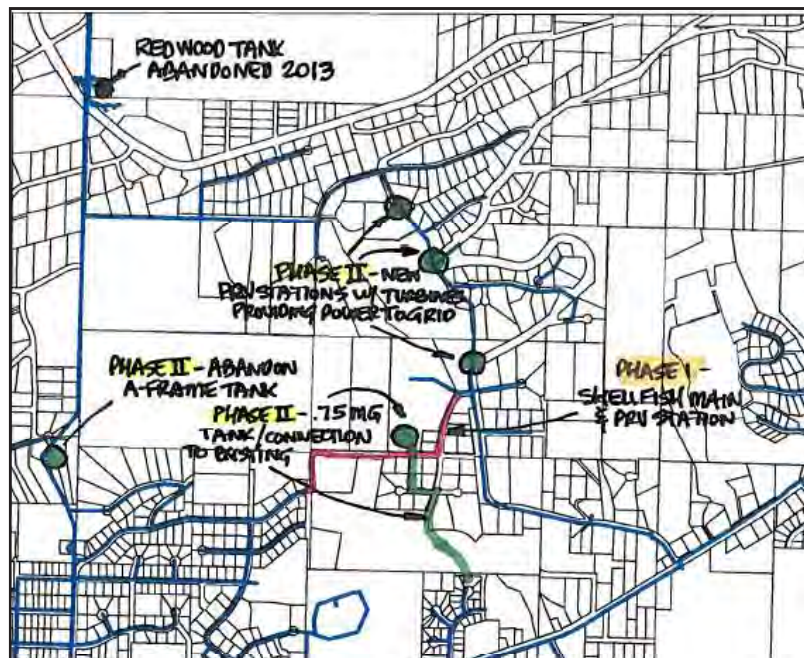 REDWOOD TANK
ABANDONED 2013
PHASE II - NEW
PRV STATIONS W/ TURBINES
PROVIDING POWER TO GRID
PHASE II - ABANDON
A-FRAME TANK
PHASE II - .75 MG
TANK/CONNECTION
TO EXISTING
PHASE I -
SHELLFISH MAIN
& PRV STATION